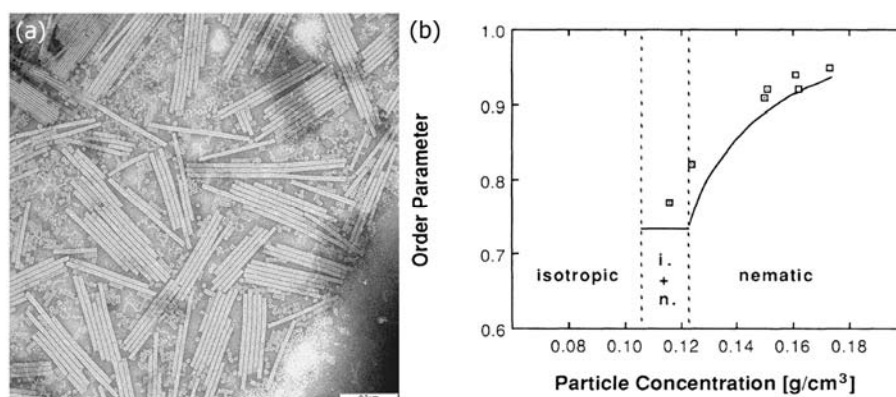 (a)
(b)
Order Parameter
1.0
0.9
0.8
0.7
0.6
isotropic
i.
+
n.
nematic
0.08
0.10
0.12
0.14
0.16
0.18
Particle Concentration [g/cm³]